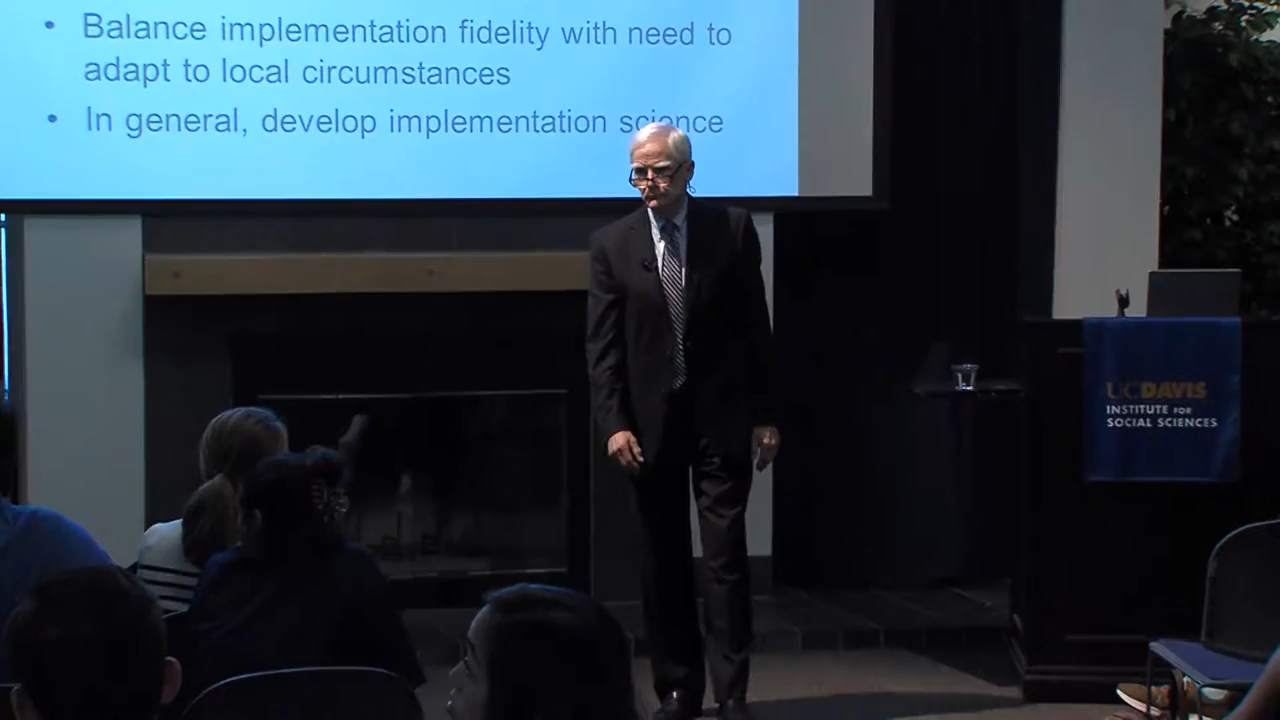 • Balance implementation fidelity with need to
adapt to local circumstances
• In general, develop implementation science
UCDAVIS
INSTITUTE FOR
SOCIAL SCIENCES